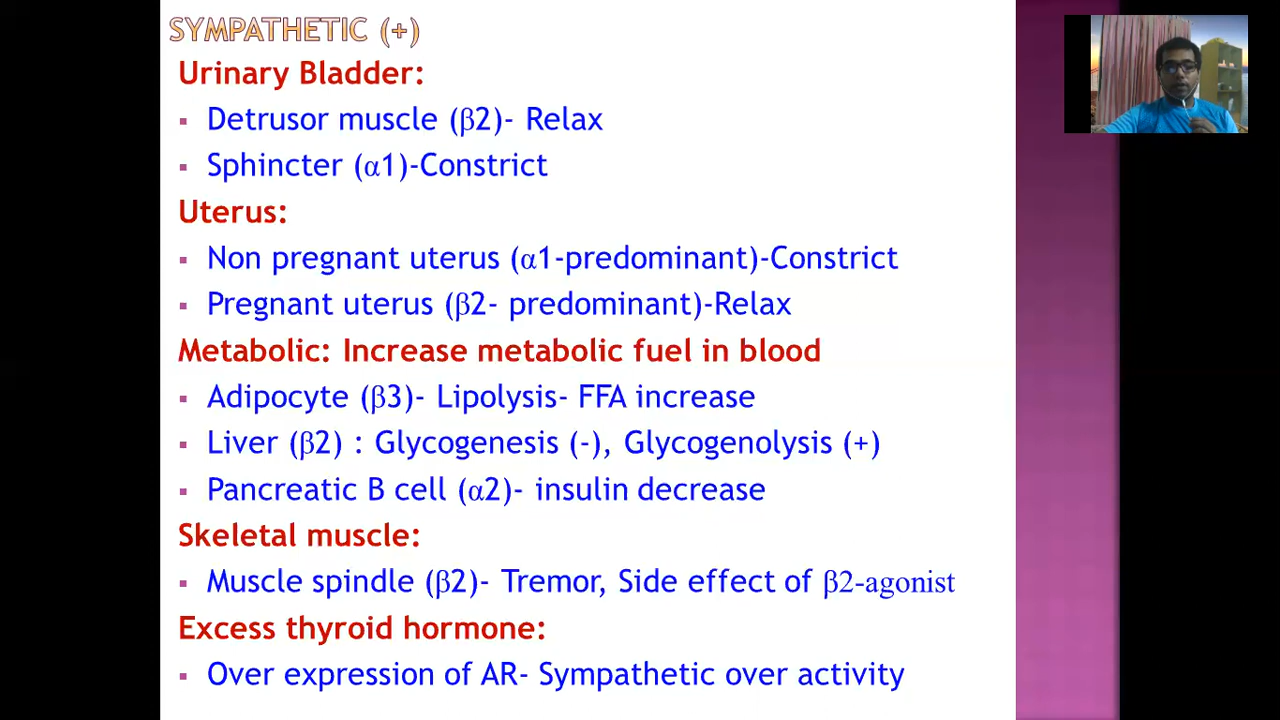 SYMPATHETIC (+)
Urinary Bladder:
▪ Detrusor muscle (β2)- Relax
▪ Sphincter (α1)-Constrict
Uterus:
▪ Non pregnant uterus (α1-predominant)-Constrict
▪ Pregnant uterus (β2- predominant)-Relax
Metabolic: Increase metabolic fuel in blood
▪ Adipocyte (β3)- Lipolysis- FFA increase
▪ Liver (β2) : Glycogenesis (-), Glycogenolysis (+)
▪ Pancreatic B cell (α2)- insulin decrease
Skeletal muscle:
▪ Muscle spindle (β2)- Tremor, Side effect of β2-agonist
Excess thyroid hormone:
▪ Over expression of AR- Sympathetic over activity